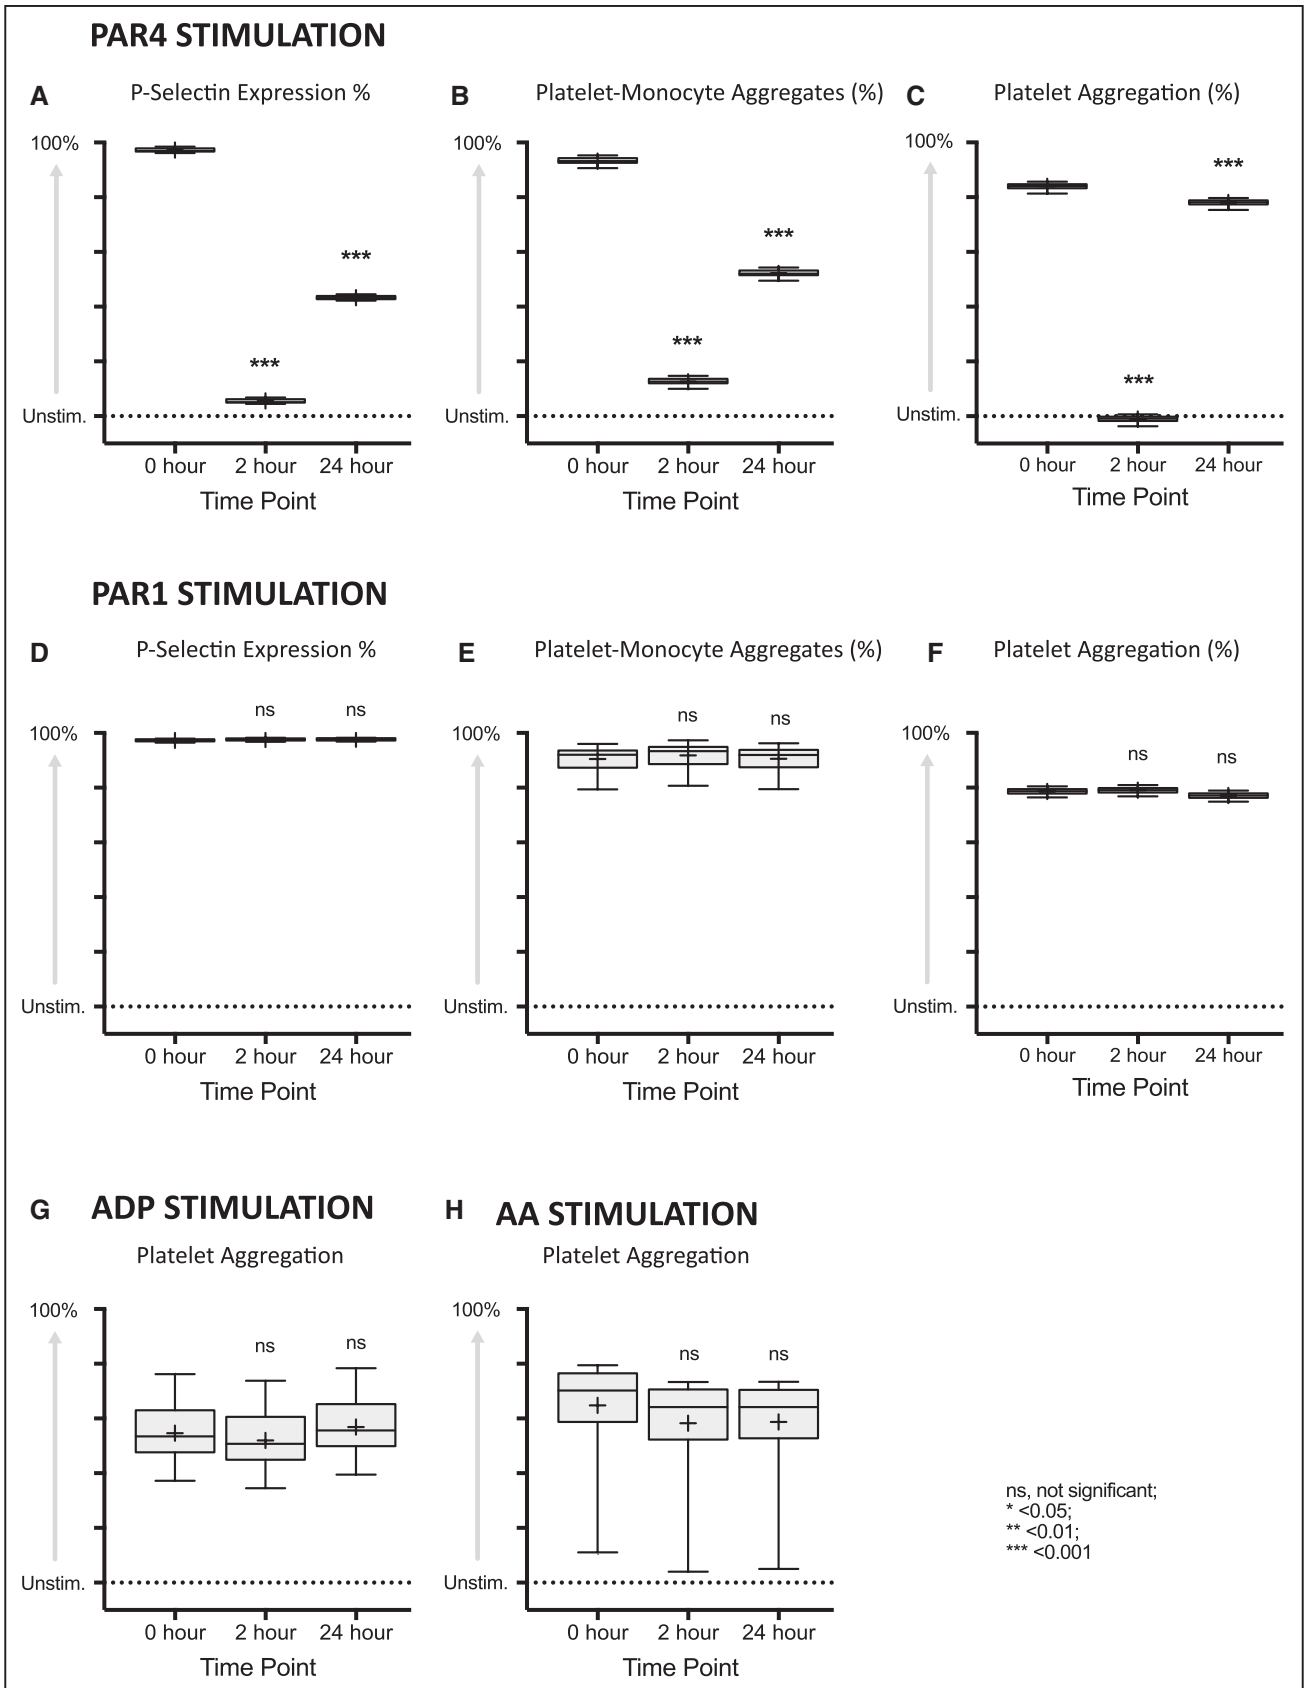 PAR4 STIMULATION
A P-Selectin Expression %
100%
***
***
Unstim.
0 hour 2 hour 24 hour
Time Point
B Platelet-Monocyte Aggregates (%)
100%
***
***
Unstim.
0 hour 2 hour 24 hour
Time Point
C Platelet Aggregation (%)
100%
***
***
Unstim.
0 hour 2 hour 24 hour
Time Point
PAR1 STIMULATION
D P-Selectin Expression %
ns ns
100%
Unstim.
0 hour 2 hour 24 hour
Time Point
E Platelet-Monocyte Aggregates (%)
ns ns
100%
Unstim.
0 hour 2 hour 24 hour
Time Point
F Platelet Aggregation (%)
100%
ns ns
Unstim.
0 hour 2 hour 24 hour
Time Point
G ADP STIMULATION
Platelet Aggregation
100%
ns ns
Unstim.
0 hour 2 hour 24 hour
Time Point
H AA STIMULATION
Platelet Aggregation
100%
ns ns
Unstim.
0 hour 2 hour 24 hour
Time Point
ns, not significant;
* <0.05;
** <0.01;
*** <0.001